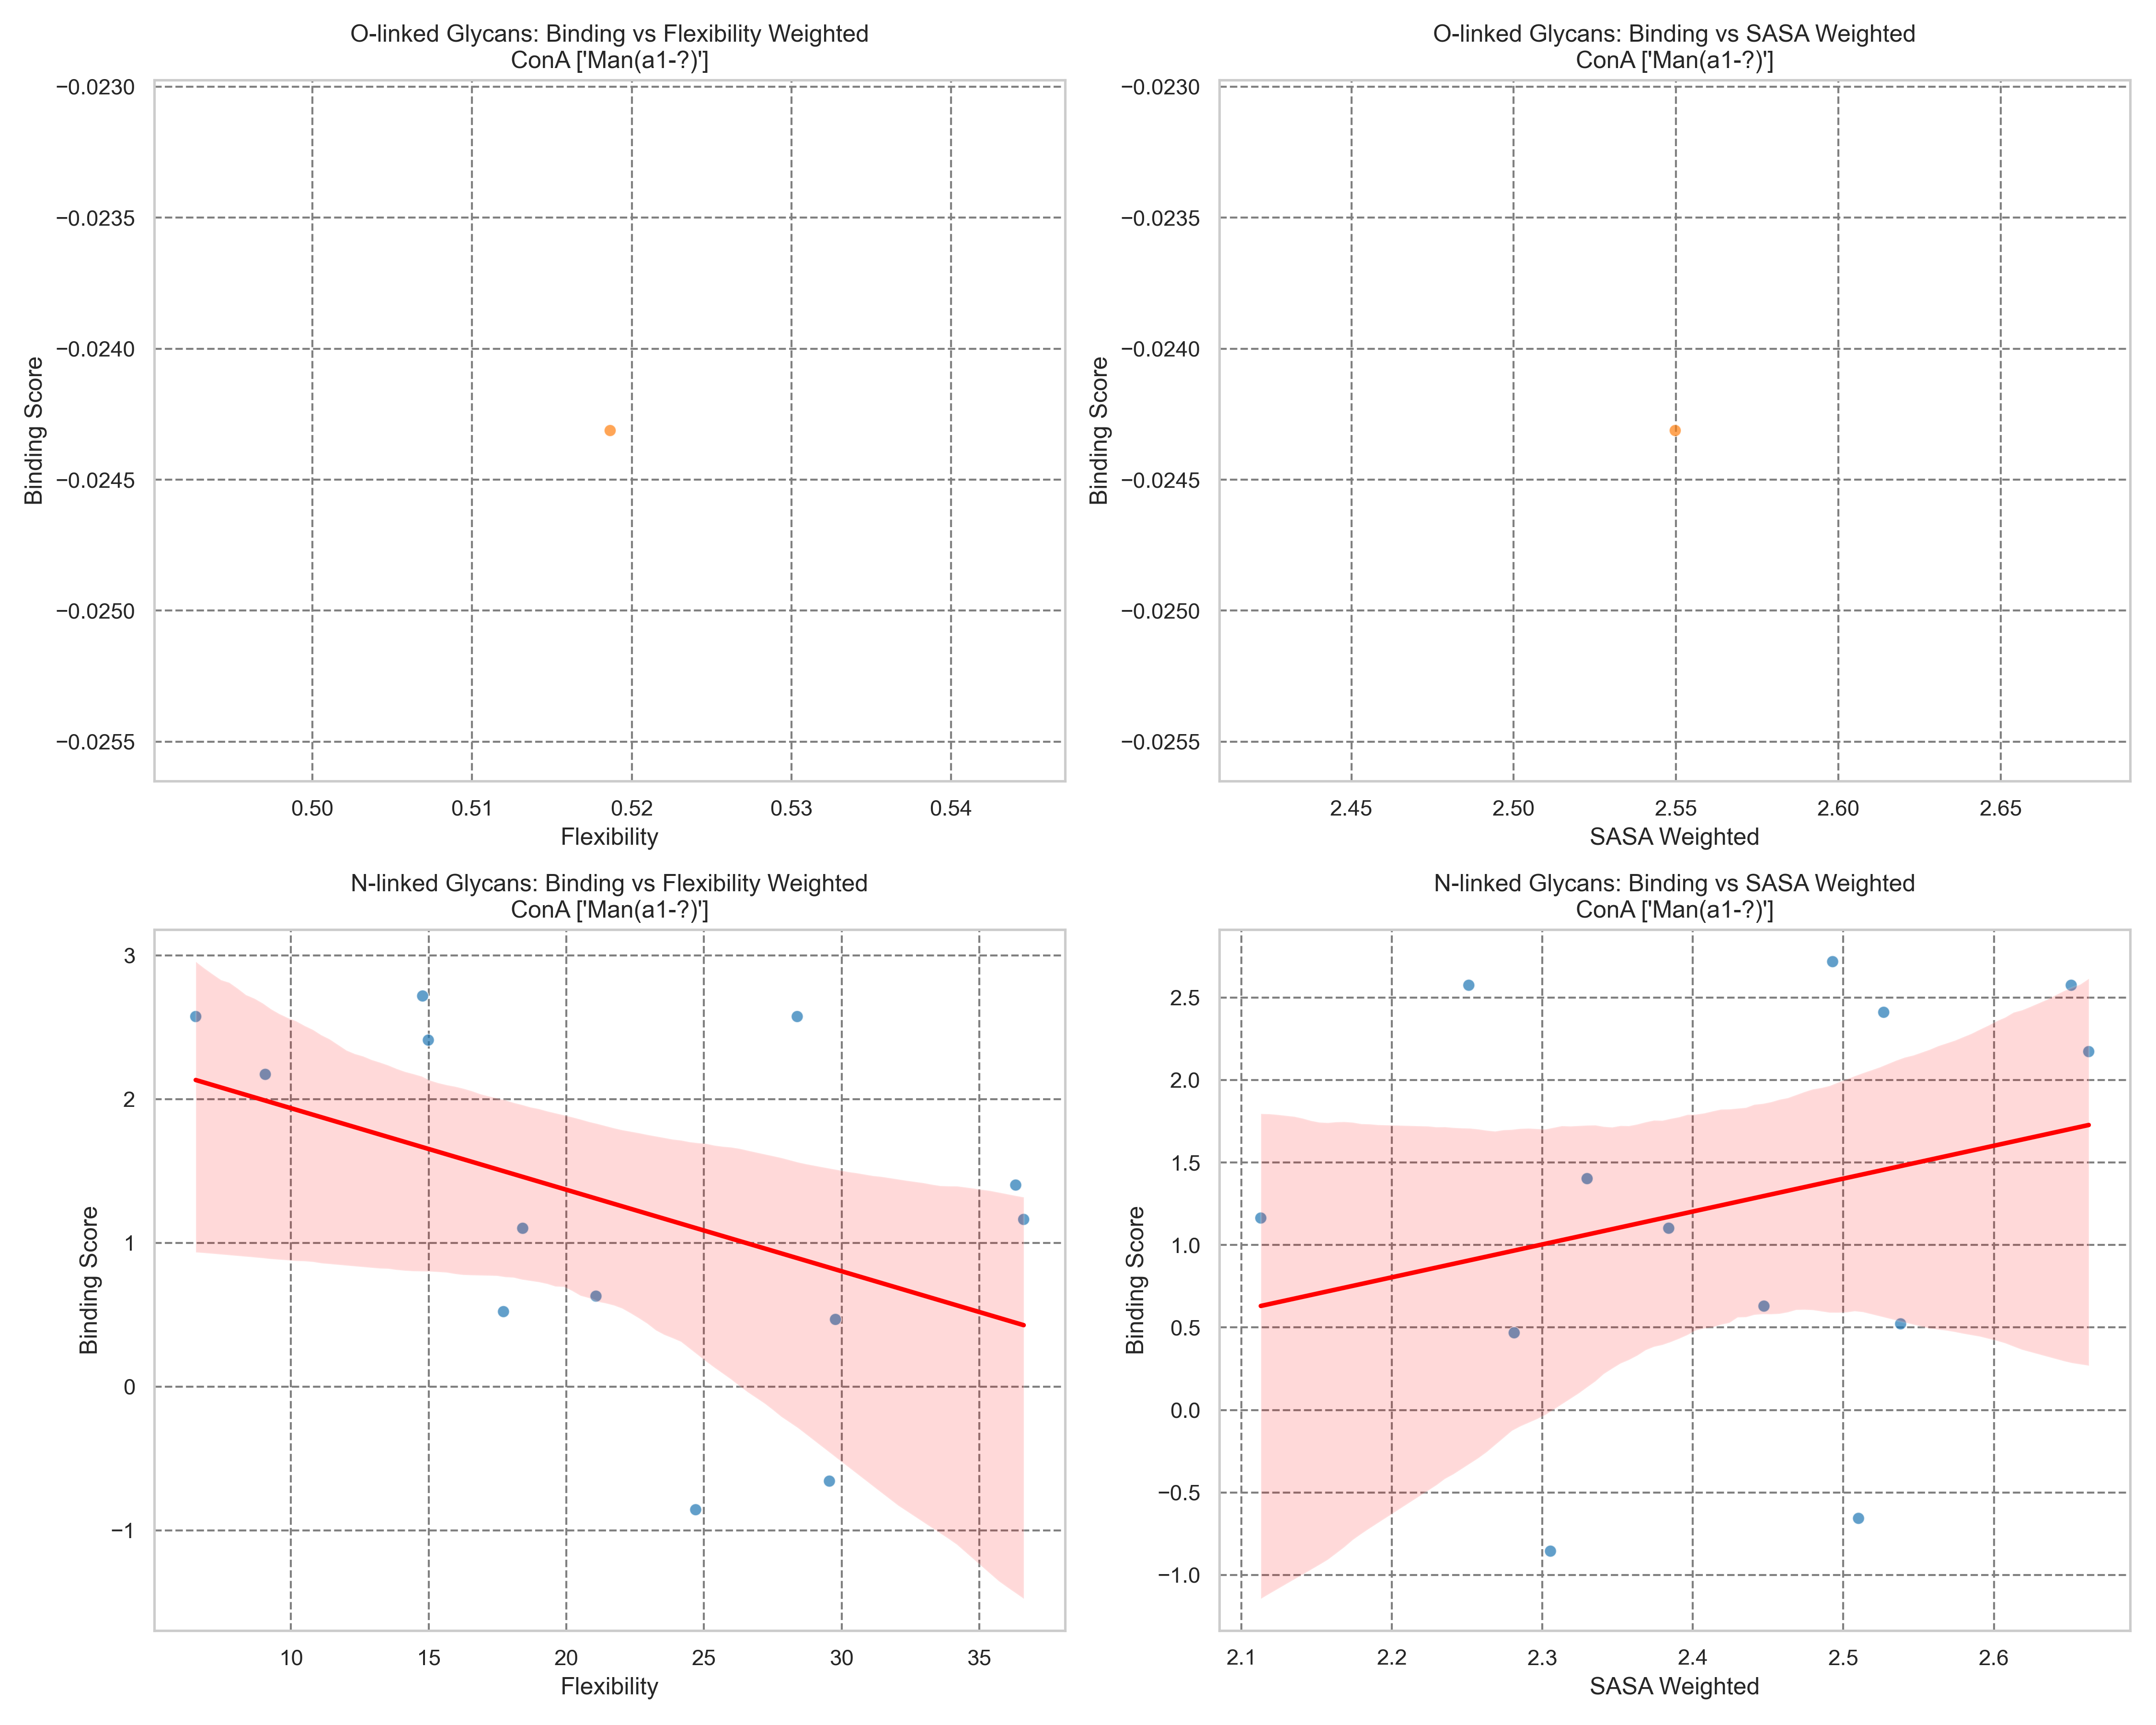 O-linked Glycans: Binding vs Flexibility Weighted
ConA ['Man(a1-?)']
−0.0230
−0.0235
−0.0240
−0.0245
−0.0250
−0.0255
Binding Score
0.50 0.51 0.52 0.53 0.54
Flexibility
O-linked Glycans: Binding vs SASA Weighted
ConA ['Man(a1-?)']
−0.0230
−0.0235
−0.0240
−0.0245
−0.0250
−0.0255
Binding Score
2.45 2.50 2.55 2.60 2.65
SASA Weighted
N-linked Glycans: Binding vs Flexibility Weighted
ConA ['Man(a1-?)']
3
2
1
0
−1
Binding Score
10 15 20 25 30 35
Flexibility
N-linked Glycans: Binding vs SASA Weighted
ConA ['Man(a1-?)']
2.5
2.0
1.5
1.0
0.5
0.0
−0.5
−1.0
Binding Score
2.1 2.2 2.3 2.4 2.5 2.6
SASA Weighted